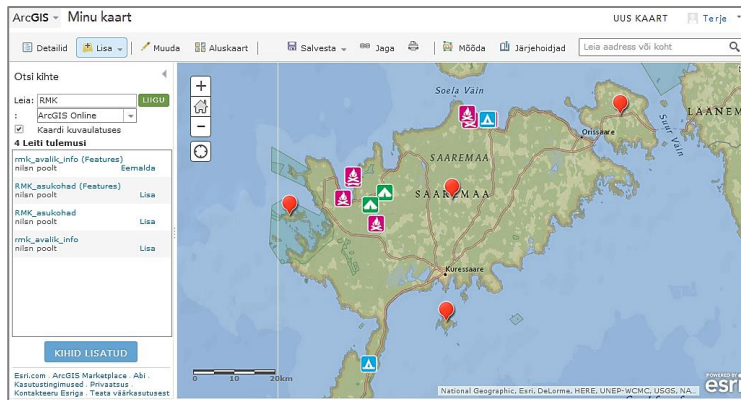 ArcGIS Minu kaart UUS KAART Terje
Detailid Lisa Muuda Aluskaart Salvesta Jaga Mõõda Järjehoidjad Leia aadress või koht
Otsi kihte
Leia: RMK LIIGU
: ArcGIS Online
Kaardi kuvaulatuses
4 Leiti tulemusi
rmk_avalik_info (Features)
nilsn poolt Eemalda
RMK_asukohad (Features)
nilsn poolt Lisa
RMK_asukohad
nilsn poolt Lisa
rmk_avalik_info
nilsn poolt Lisa
KIHID LISATUD
Esri.com . ArcGIS Marketplace . Abi .
Kasutustingimused . Privaatsus .
Kontakteeru Esriga . Teata väärkasutusest
Soela Väin
LÄÄNEM
Orissaare
Suur Väin
SAAREMAA
SAAREMAA
Kuressaare
0 10 20km
National Geographic, Esri, DeLorme, HERE, UNEP-WCMC, USGS, NA...
POWERED BY
esri